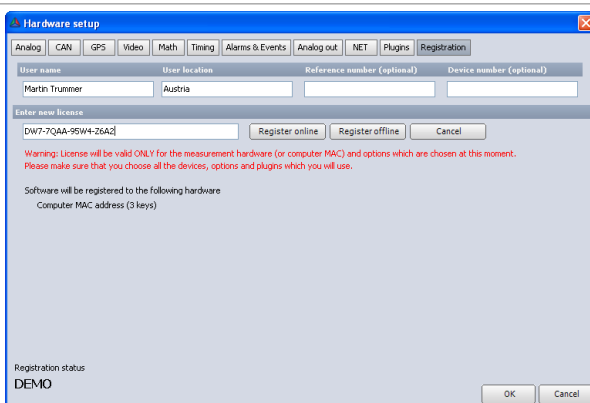 Hardware setup
Analog CAN GPS Video Math Timing Alarms & Events Analog out NET Plugins Registration
User name User location Reference number (optional) Device number (optional)
Martin Trummer Austria
Enter new license
DW7-7QAA-95W4-Z6A2 Register online Register offline Cancel
Warning: License will be valid ONLY for the measurement hardware (or computer MAC) and options which are chosen at this moment.
Please make sure that you choose all the devices, options and plugins which you will use.
Software will be registered to the following hardware
Computer MAC address (3 keys)
Registration status
DEMO
OK Cancel